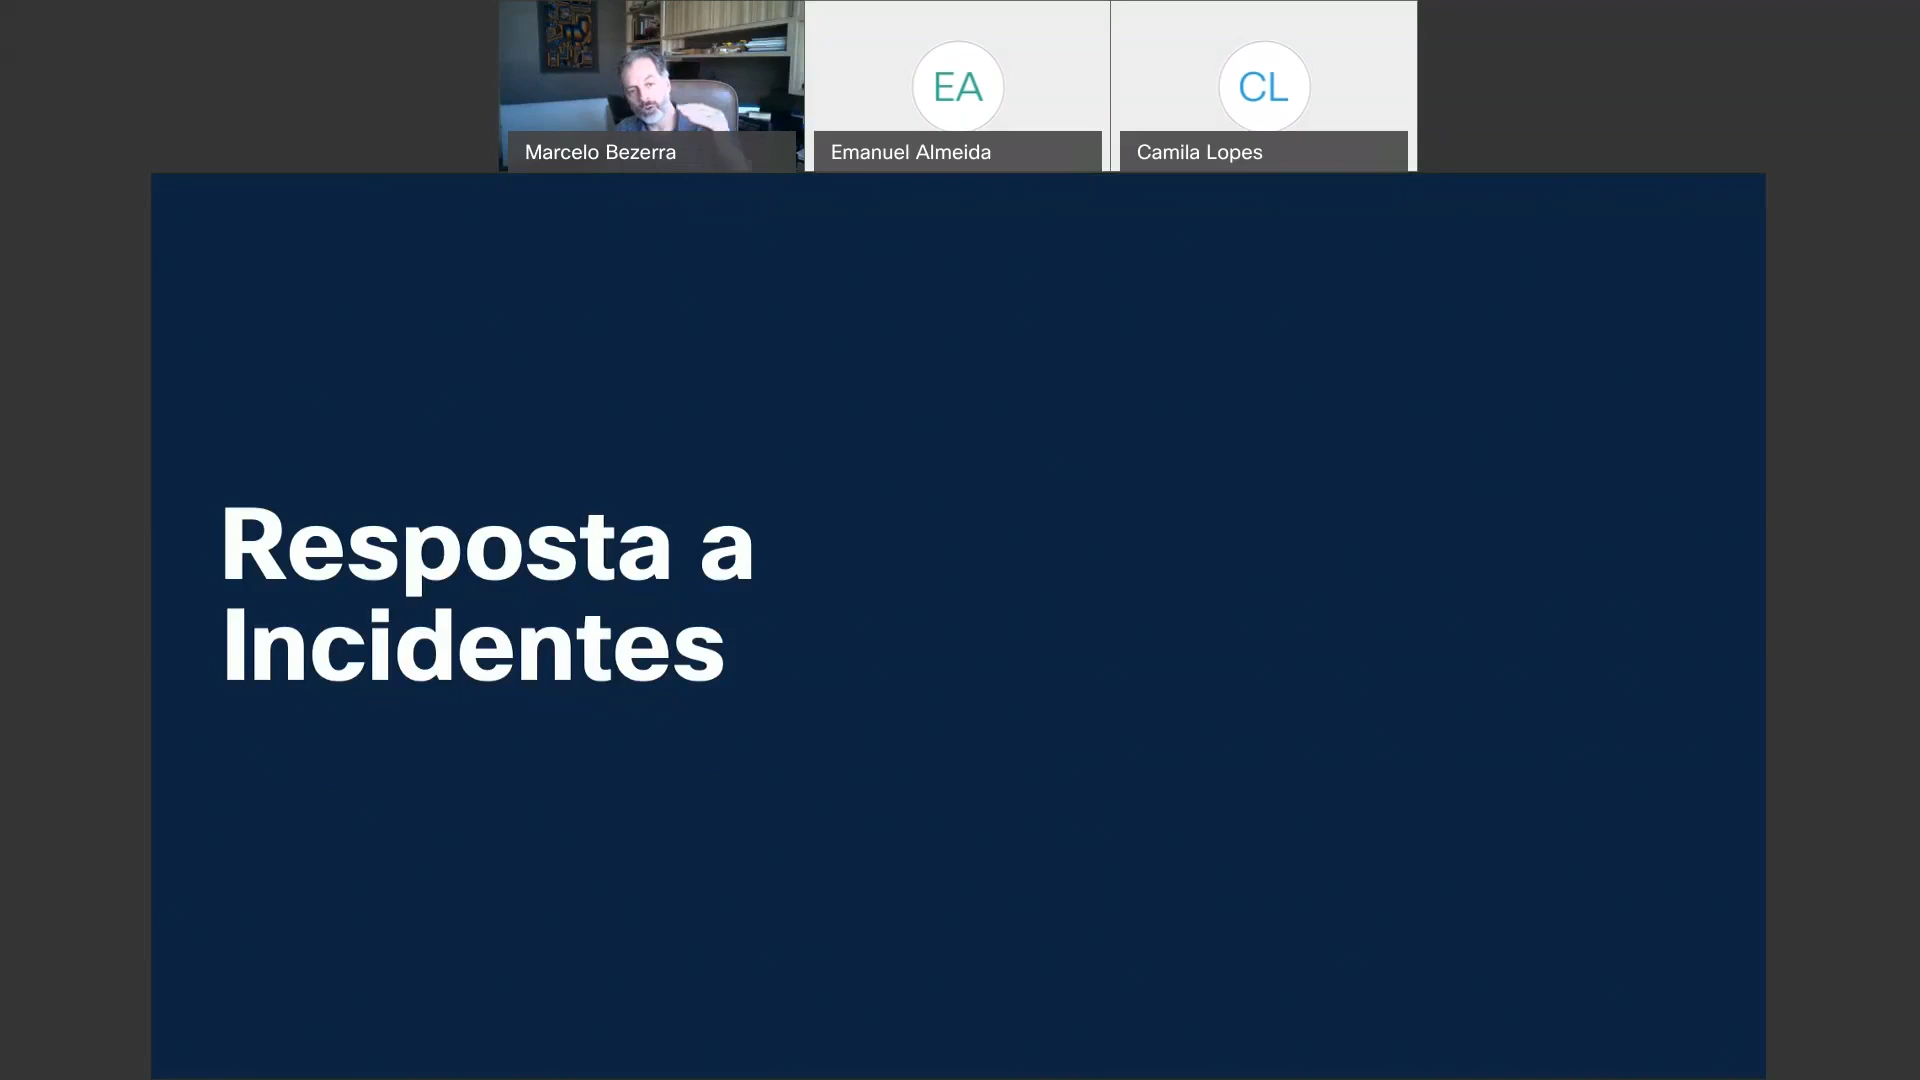 Marcelo Bezerra
EA
Emanuel Almeida
CL
Camila Lopes
Resposta a
Incidentes